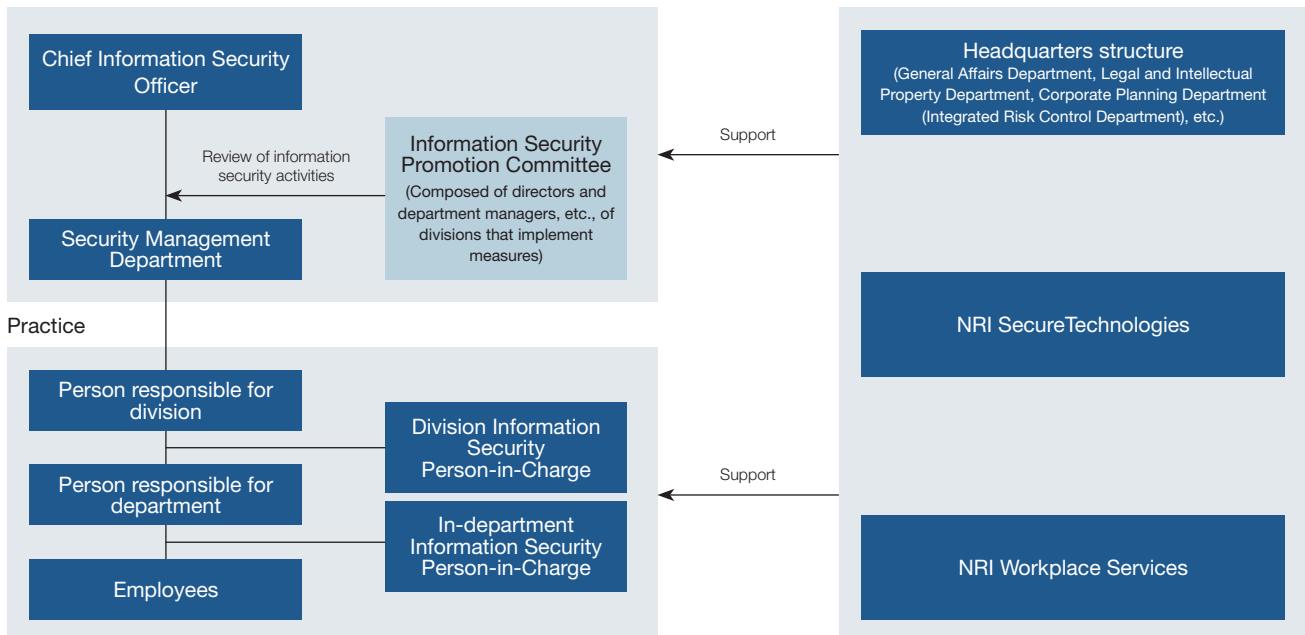 Chief Information Security
Officer
Review of information
security activities
Information Security
Promotion Committee
(Composed of directors and
department managers, etc., of
divisions that implement
measures)
Security Management
Department
Practice
Person responsible for
division
Division Information
Security
Person-in-Charge
Person responsible for
department
In-department
Information Security
Person-in-Charge
Employees
Support
Support
Headquarters structure
(General Affairs Department, Legal and Intellectual
Property Department, Corporate Planning Department
(Integrated Risk Control Department), etc.)
NRI SecureTechnologies
NRI Workplace Services